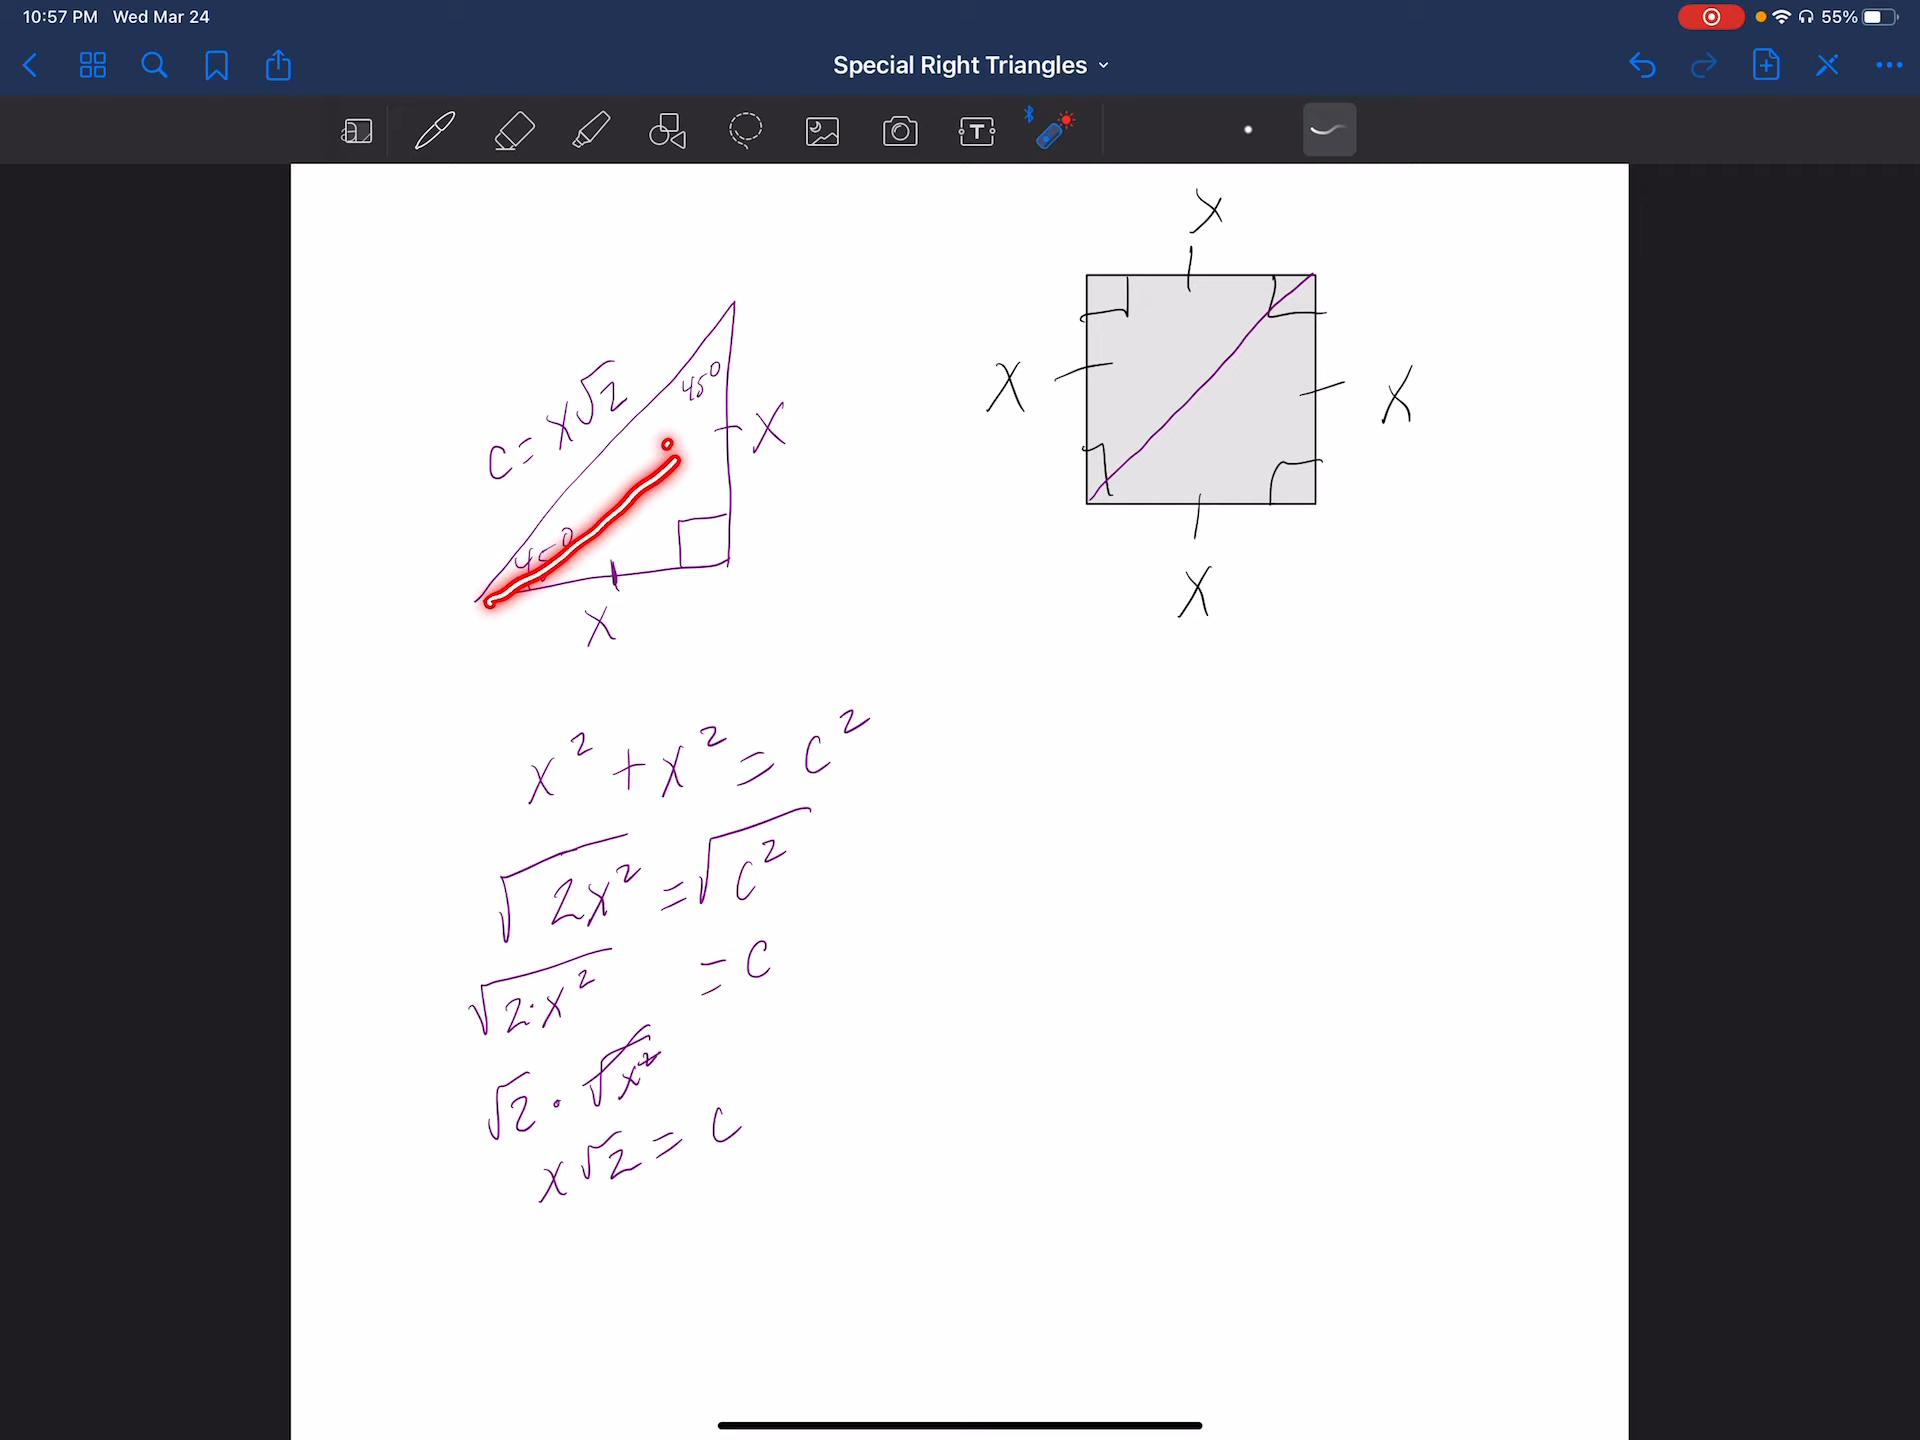 10:57 PM Wed Mar 24
55%
Special Right Triangles
T
x
45°
C = x√2
x
x
x
45°
x
x
x² + x² = c²
√2x² = √c²
√2·x² = c
√2 · √x²
x√2 = c